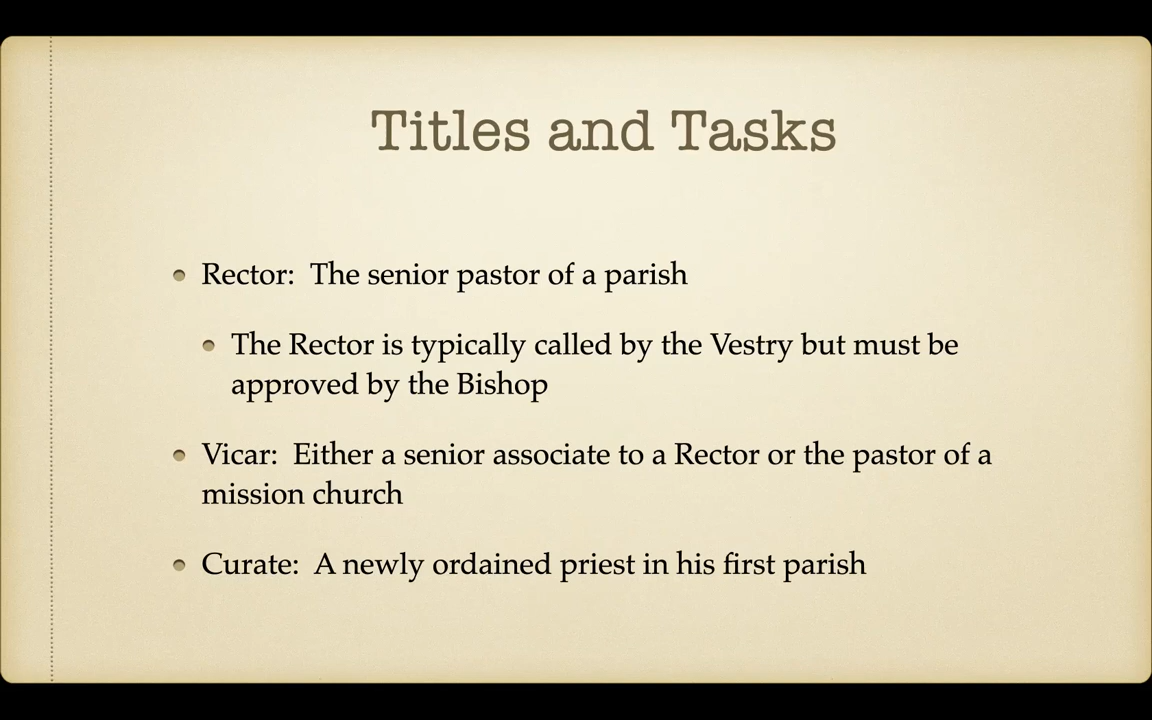 Titles and Tasks
Rector: The senior pastor of a parish
The Rector is typically called by the Vestry but must be
approved by the Bishop
Vicar: Either a senior associate to a Rector or the pastor of a
mission church
Curate: A newly ordained priest in his first parish